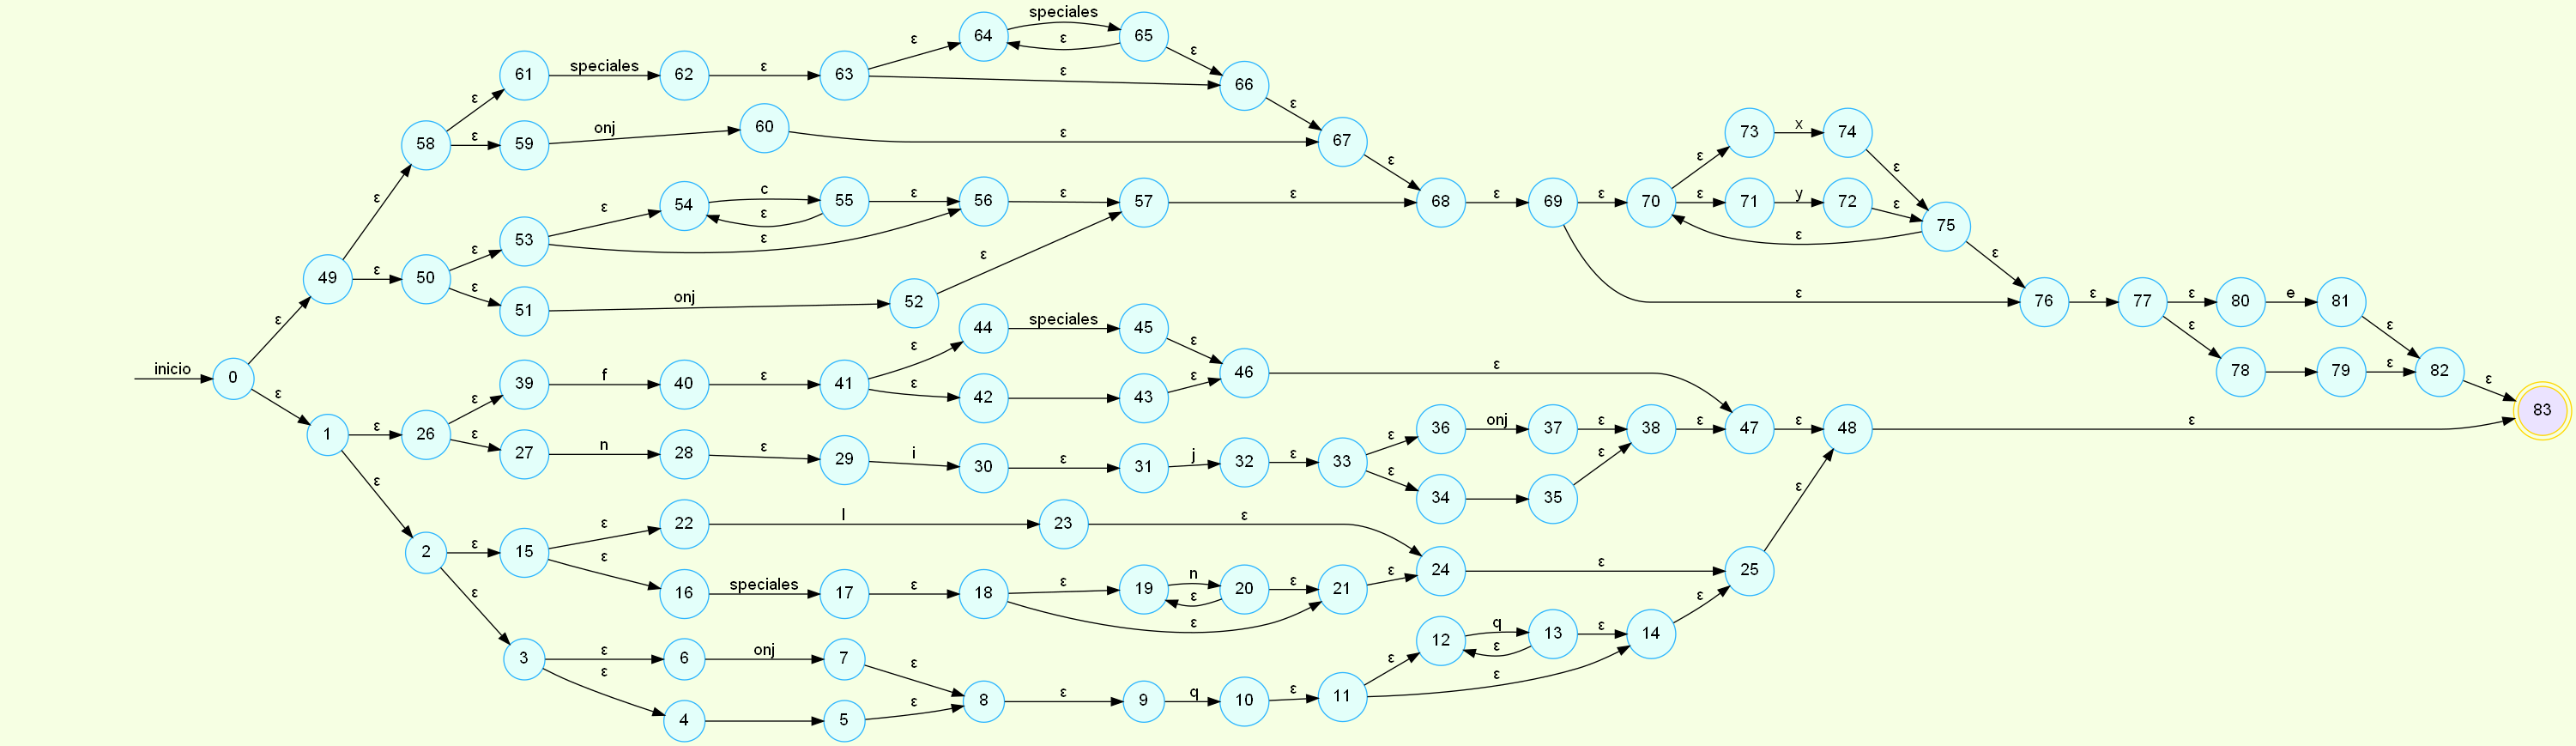 speciales
64
ε
65
ε
ε
61
speciales
62
ε
63
ε
66
ε
ε
58
ε
59
onj
60
ε
67
73
x
74
ε
ε
ε
54
c
55
ε
56
ε
57
ε
68
ε
69
ε
70
ε
71
y
72
ε
75
ε
ε
53
ε
ε
ε
49
ε
50
ε
51
onj
52
ε
ε
ε
76
ε
77
ε
80
e
81
ε
ε
78
79
ε
82
ε
83
44
speciales
45
ε
ε
inicio
0
ε
ε
39
f
40
ε
41
ε
42
43
ε
46
ε
1
ε
26
ε
ε
27
n
28
ε
29
i
30
ε
31
j
32
ε
33
ε
36
onj
37
ε
38
ε
47
ε
48
ε
ε
34
35
ε
ε
2
ε
15
ε
22
l
23
ε
24
ε
25
ε
ε
16
speciales
17
ε
18
ε
19
n
20
ε
ε
21
ε
ε
ε
3
ε
6
onj
7
ε
ε
4
5
ε
8
ε
9
q
10
ε
11
ε
12
q
13
ε
ε
14
ε
ε